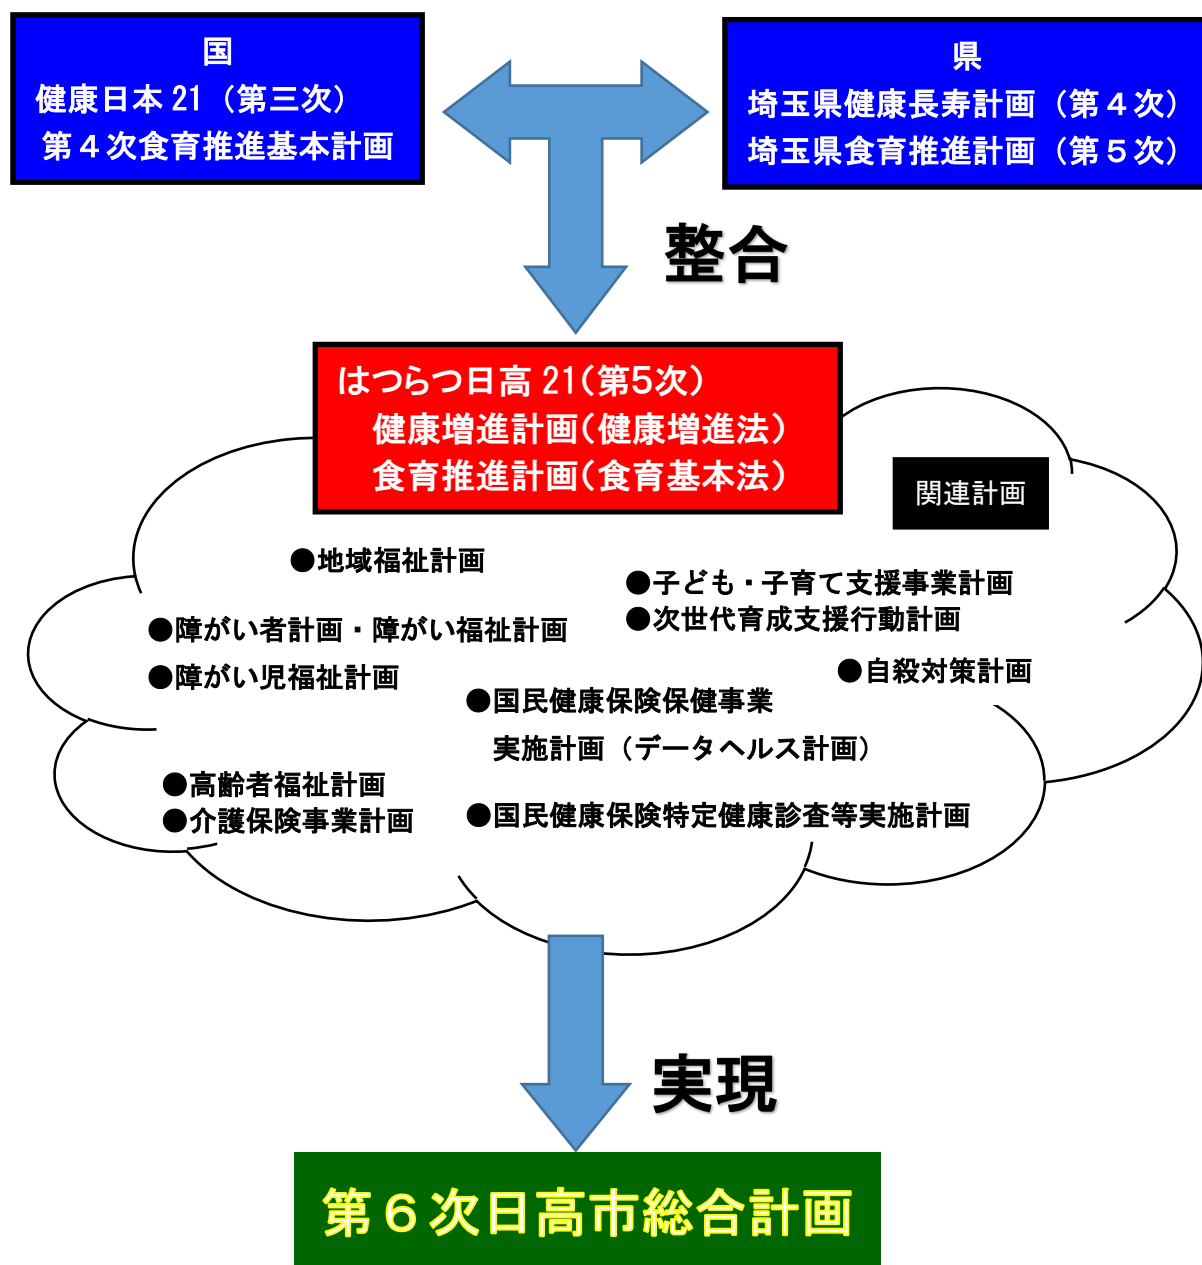 国
健康日本 21（第三次）
第４次食育推進基本計画
県
埼玉県健康長寿計画（第４次）
埼玉県食育推進計画（第５次）
整合
はつらつ日高 21（第5次）
健康増進計画（健康増進法）
食育推進計画（食育基本法）
関連計画
●地域福祉計画
●子ども・子育て支援事業計画
●次世代育成支援行動計画
●障がい者計画・障がい福祉計画
●障がい児福祉計画
●自殺対策計画
●国民健康保険保健事業
実施計画（データヘルス計画）
●高齢者福祉計画
●介護保険事業計画
●国民健康保険特定健康診査等実施計画
実現
第６次日高市総合計画